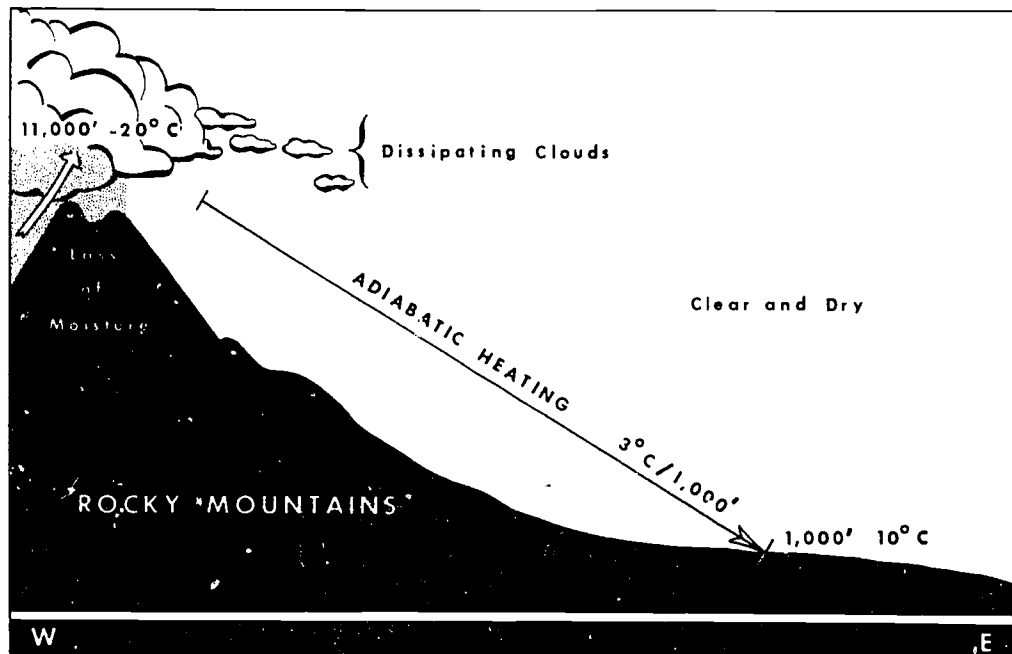 11,000' -20°C
Dissipating Clouds
Loss
of
Moisture
ADIABATIC HEATING
Clear and Dry
3°C/1,000'
ROCKY MOUNTAINS
1,000' 10°C
W
E